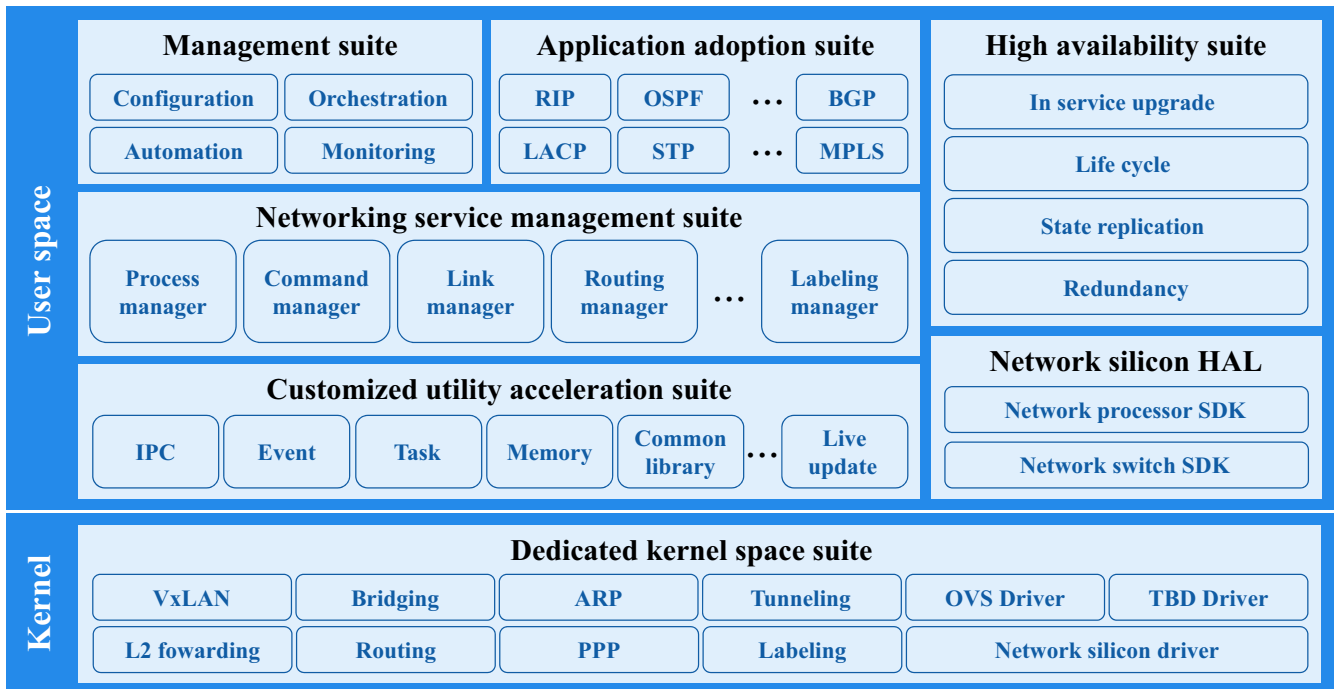 User space
Management suite
Configuration
Orchestration
Automation
Monitoring
Application adoption suite
RIP
OSPF
...
BGP
LACP
STP
...
MPLS
High availability suite
In service upgrade
Life cycle
State replication
Redundancy
Networking service management suite
Process
manager
Command
manager
Link
manager
Routing
manager
...
Labeling
manager
Customized utility acceleration suite
IPC
Event
Task
Memory
Common
library
...
Live
update
Network silicon HAL
Network processor SDK
Network switch SDK
Kernel
Dedicated kernel space suite
VxLAN
Bridging
ARP
Tunneling
OVS Driver
TBD Driver
L2 fowarding
Routing
PPP
Labeling
Network silicon driver